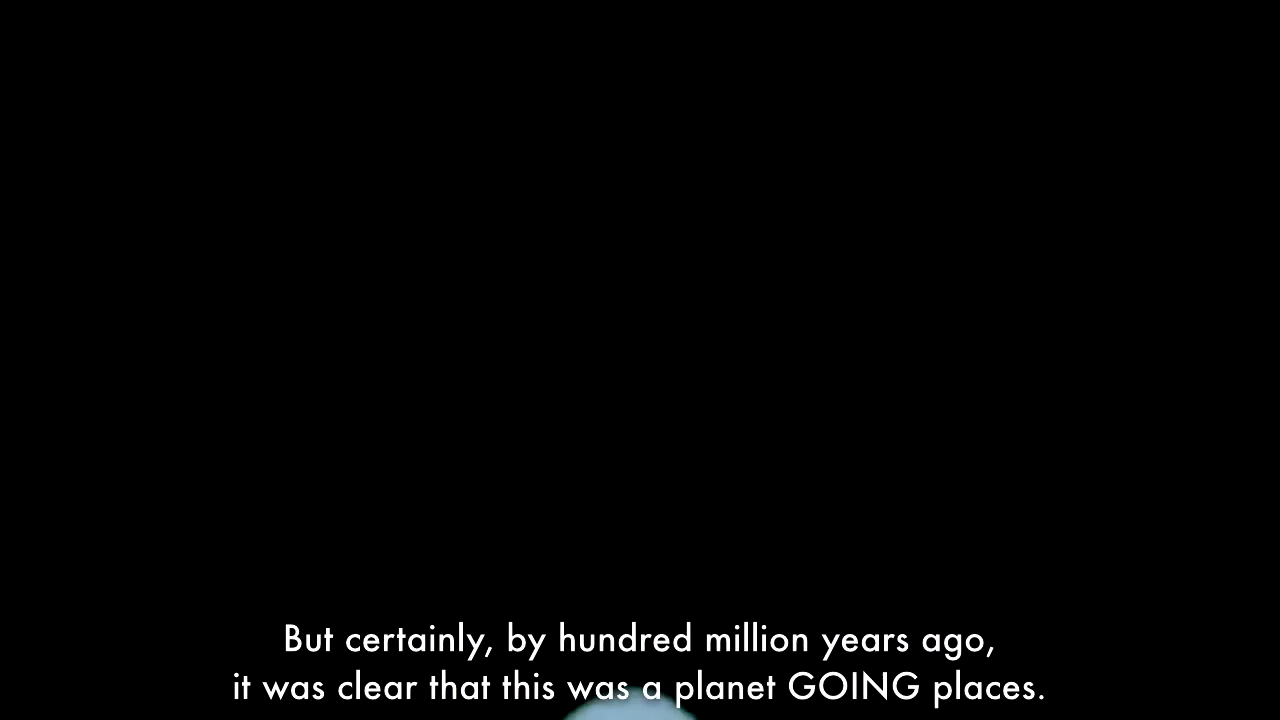 But certainly, by hundred million years ago,
it was clear that this was a planet GOING places.